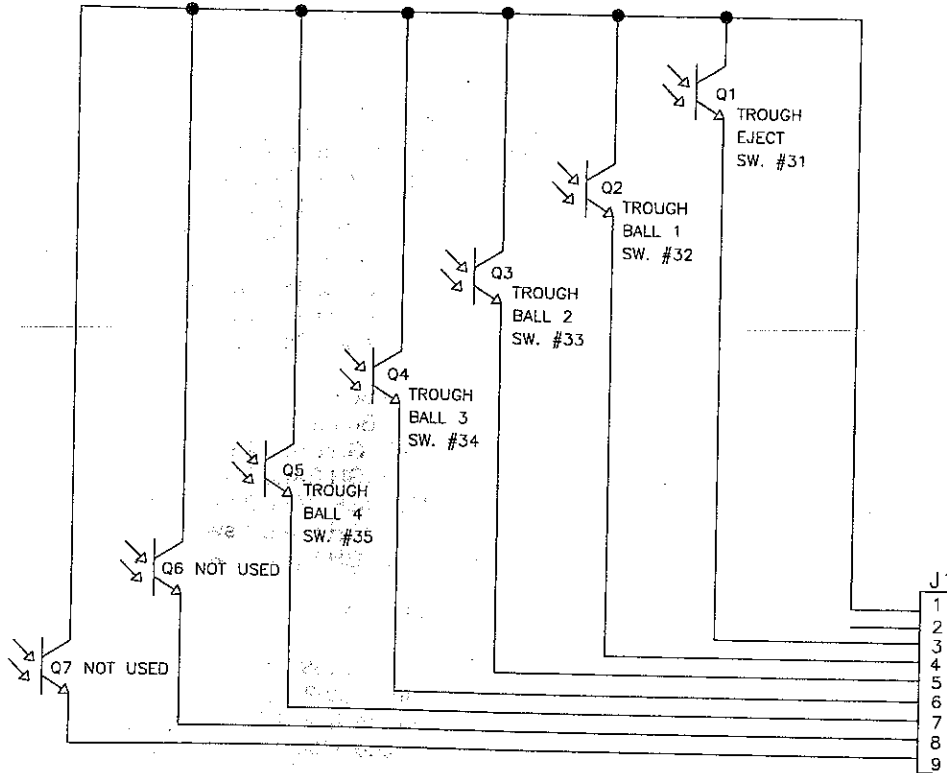 Q1
TROUGH
EJECT
SW. #31
Q2
TROUGH
BALL 1
SW. #32
Q3
TROUGH
BALL 2
SW. #33
Q4
TROUGH
BALL 3
SW. #34
Q5
TROUGH
BALL 4
SW. #35
Q6 NOT USED
Q7 NOT USED
1
2
3
4
5
6
7
8
9